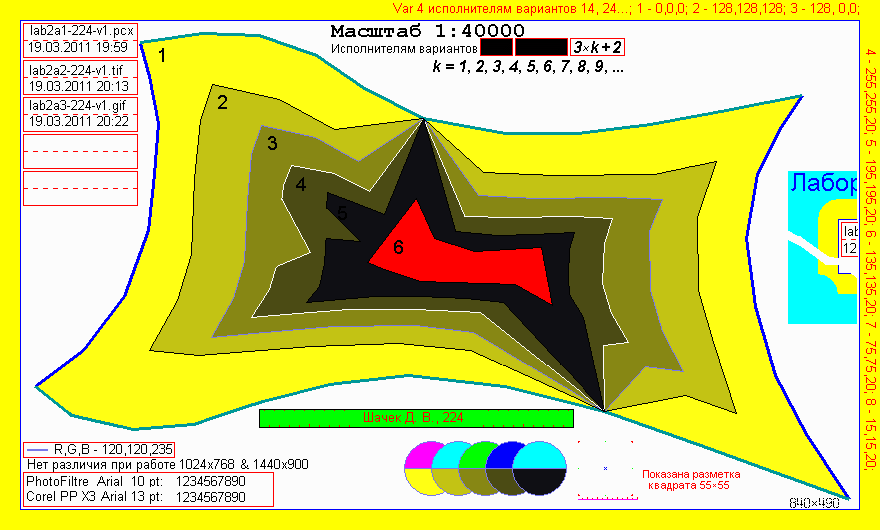 Var 4 исполнителям вариантов 14, 24...; 1 - 0,0,0; 2 - 128,128,128; 3 - 128, 0,0;
4 - 255,255,20; 5 - 195,195,20; 6 - 135,135,20; 7 - 75,75,20; 8 - 15,15,20;
lab2a1-224-v1.pcx
19.03.2011 19:59
lab2a2-224-v1.tif
19.03.2011 20:13
lab2a3-224-v1.gif
19.03.2011 20:22
Масштаб 1:40000
Исполнителям вариантов 3×k+2
k = 1, 2, 3, 4, 5, 6, 7, 8, 9, ...
1
2
3
4
5
6
Лабор
lab
12
Шачек Д. В., 224
R,G,B - 120,120,235
Нет различия при работе 1024x768 & 1440x900
PhotoFiltre Arial 10 pt: 1234567890
Corel PP X3 Arial 13 pt: 1234567890
Показана разметка
квадрата 55×55
640×490